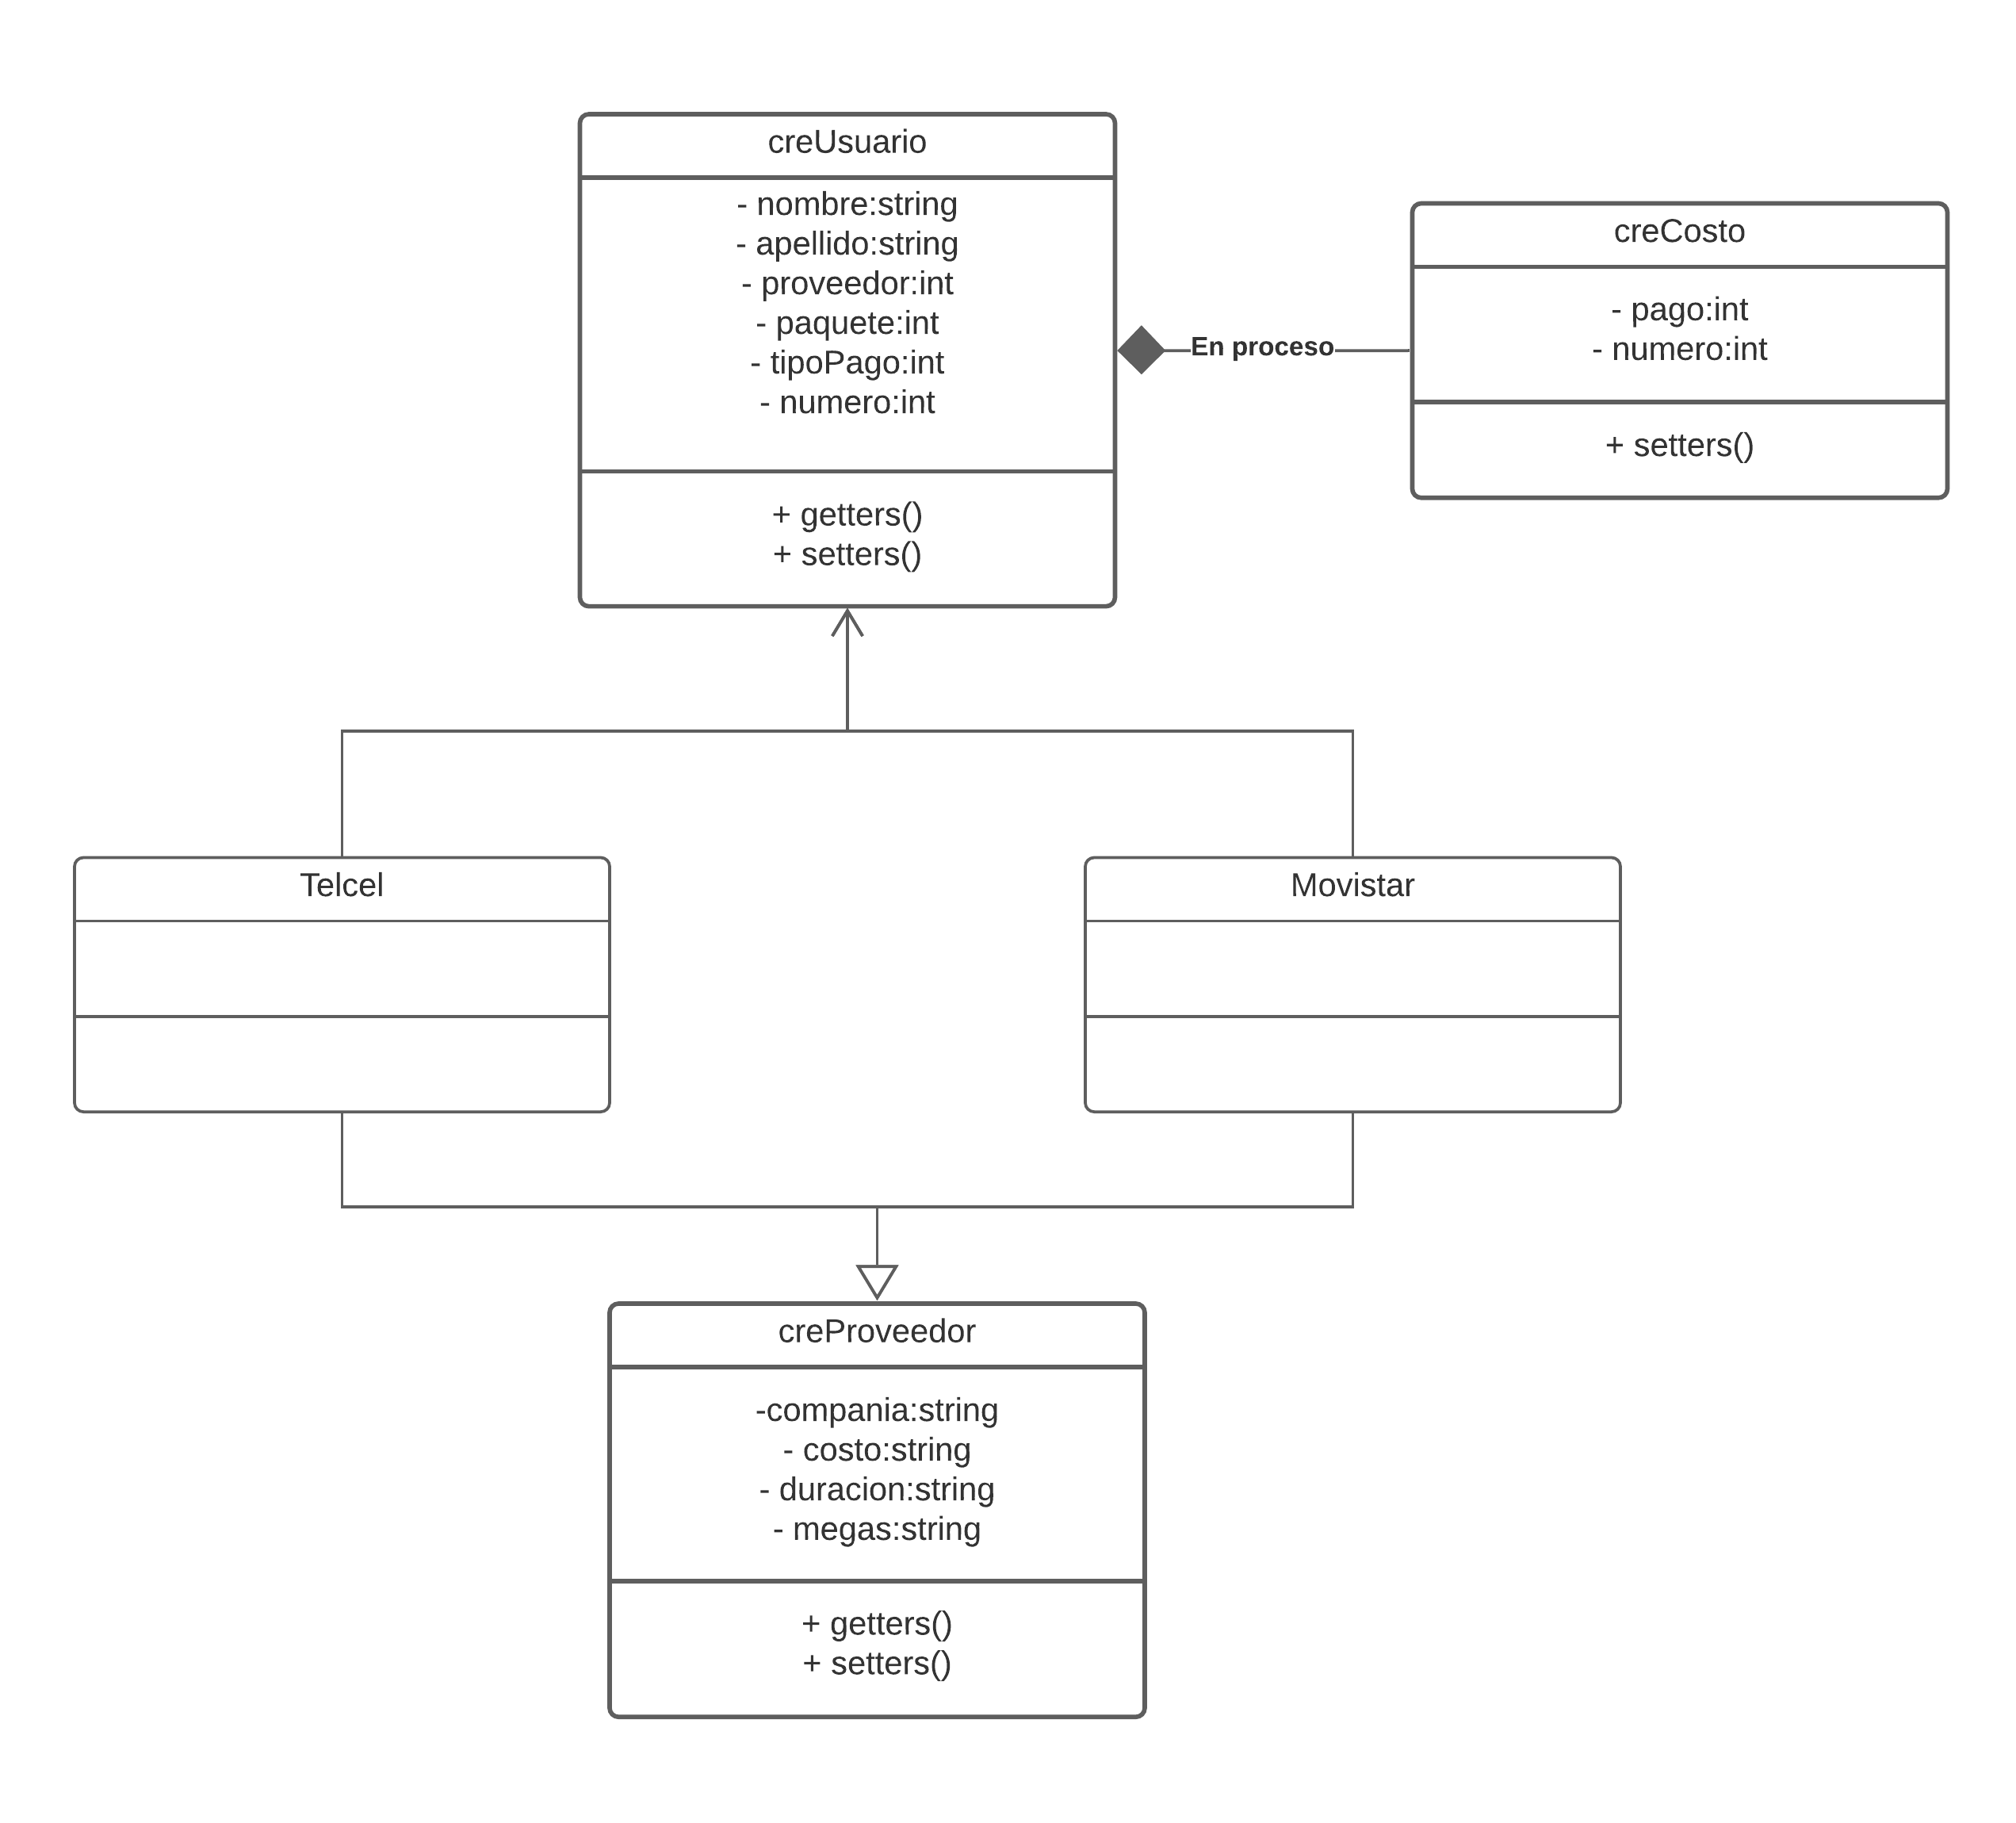 creUsuario
- nombre:string
- apellido:string
- proveedor:int
- paquete:int
- tipoPago:int
- numero:int
+ getters()
+ setters()
En proceso
creCosto
- pago:int
- numero:int
+ setters()
Telcel
Movistar
creProveedor
-compania:string
- costo:string
- duracion:string
- megas:string
+ getters()
+ setters()